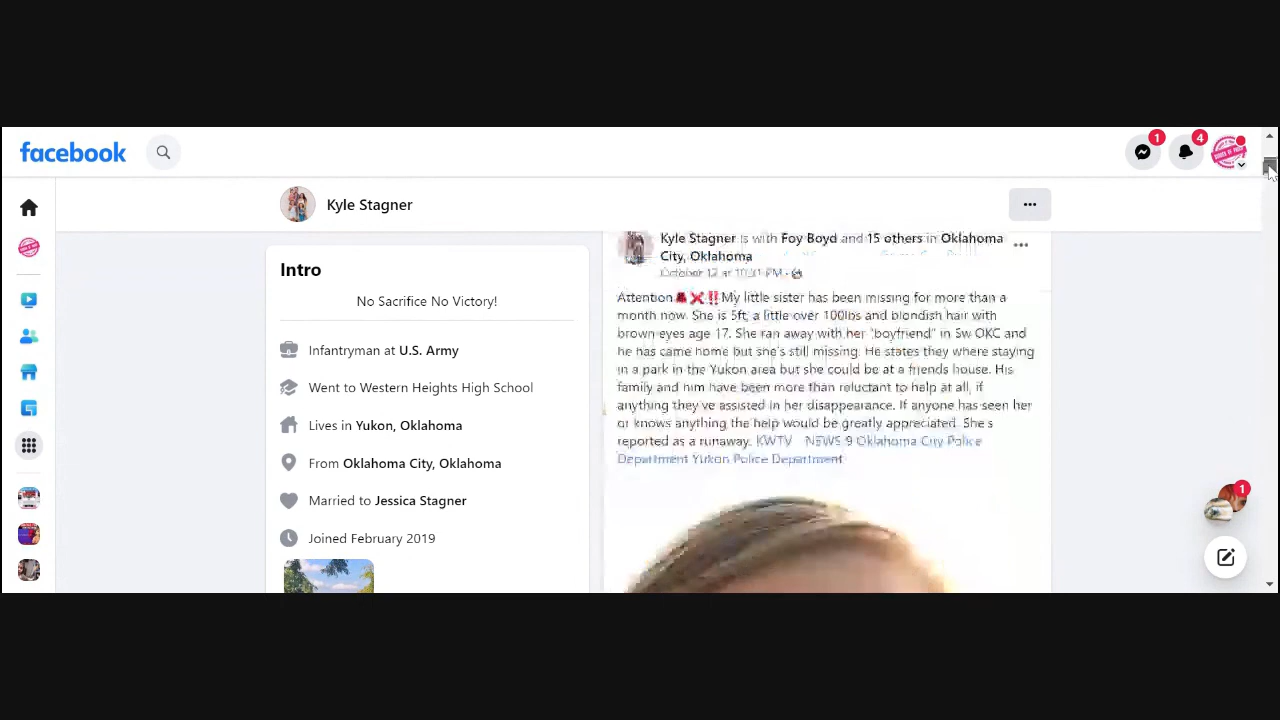 facebook
1
4
Kyle Stagner
Intro
No Sacrifice No Victory!
Infantryman at U.S. Army
Went to Western Heights High School
Lives in Yukon, Oklahoma
From Oklahoma City, Oklahoma
Married to Jessica Stagner
Joined February 2019
Kyle Stagner is with Foy Boyd and 15 others in Oklahoma
City, Oklahoma
October 12 at PM
Attention My little sister has been missing for more than a
month now. She is 5ft, a little over 100lbs and blondish hair with
brown eyes age 17. She ran away with her "boyfriend" in Sw OKC and
he has came home but she's still missing. He states they where staying
in a park in the Yukon area but she could be at a friends house. His
family and him have been more than reluctant to help at all, if
anything they've assisted in her disappearance. If anyone has seen her
or knows anything the help would be greatly appreciated. She s
reported as a runaway. KWTV - NEWS 9 Oklahoma City Police
Department Yukon Police Department
1